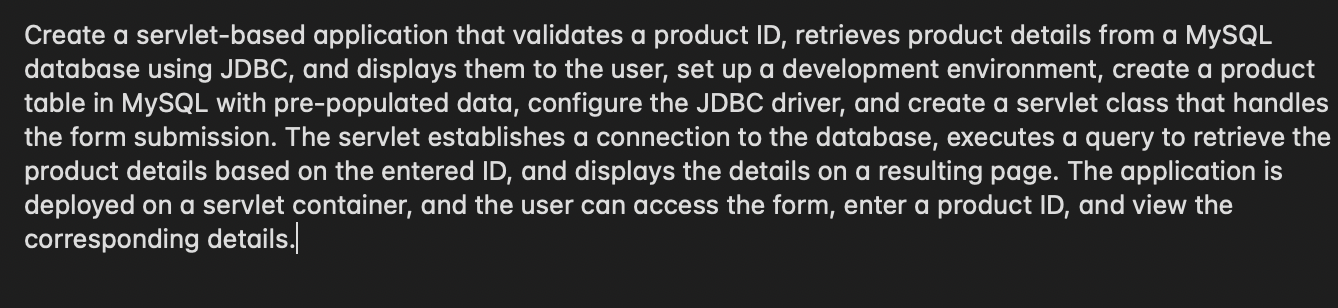 Create a servlet-based application that validates a product ID, retrieves product details from a MySQL
database using JDBC, and displays them to the user, set up a development environment, create a product
table in MySQL with pre-populated data, configure the JDBC driver, and create a servlet class that handles
the form submission. The servlet establishes a connection to the database, executes a query to retrieve the
product details based on the entered ID, and displays the details on a resulting page. The application is
deployed on a servlet container, and the user can access the form, enter a product ID, and view the
corresponding details.